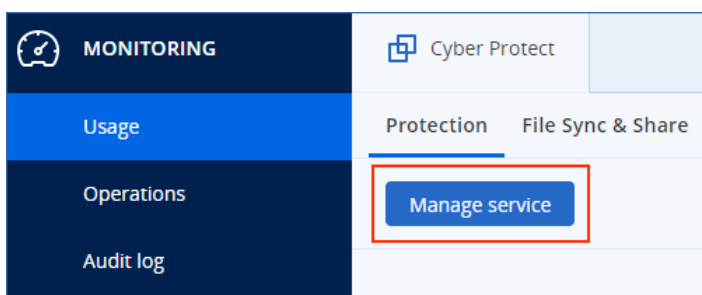 MONITORING
Usage
Operations
Audit log
Cyber Protect
Protection File Sync & Share
Manage service